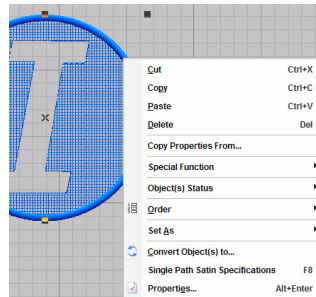 Cut Ctrl+X
Copy Ctrl+C
Paste Ctrl+V
Delete Del
Copy Properties From...
Special Function
Object(s) Status
Order
Set As
Convert Object(s) to...
Single Path Satin Specifications F8
Properties... Alt+Enter